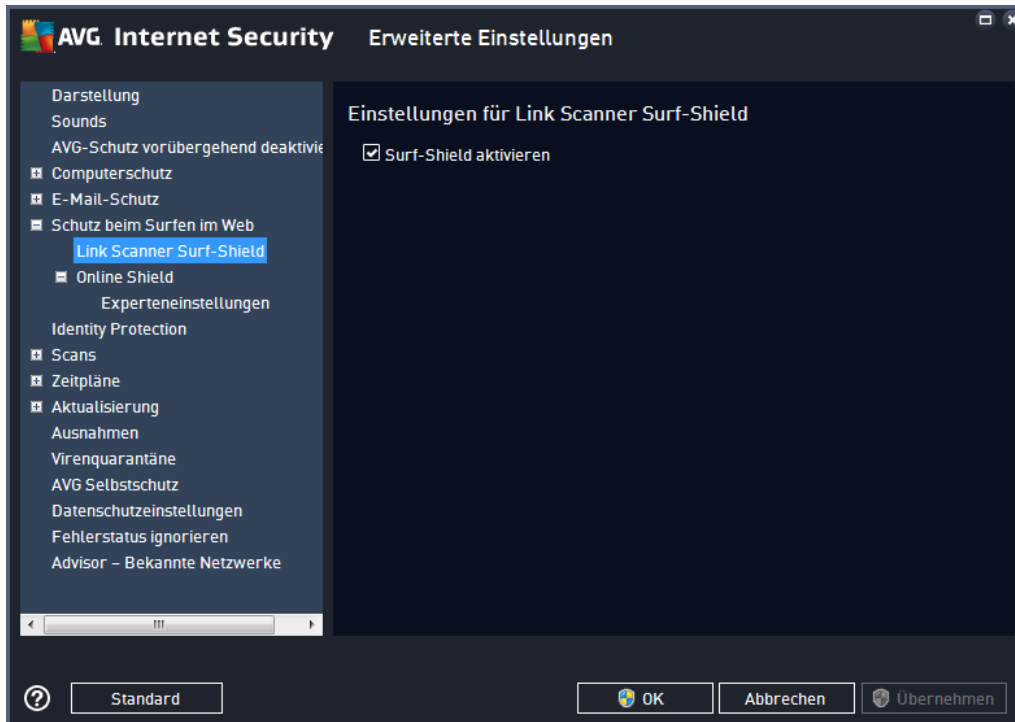 AVG Internet Security Erweiterte Einstellungen
Darstellung
Sounds
AVG-Schutz vorübergehend deaktivie
Computerschutz
E-Mail-Schutz
Schutz beim Surfen im Web
Link Scanner Surf-Shield
Online Shield
Experteneinstellungen
Identity Protection
Scans
Zeitpläne
Aktualisierung
Ausnahmen
Virenquarantäne
AVG Selbstschutz
Datenschutzeinstellungen
Fehlerstatus ignorieren
Advisor – Bekannte Netzwerke
Einstellungen für Link Scanner Surf-Shield
Surf-Shield aktivieren
? Standard OK Abbrechen Übernehmen